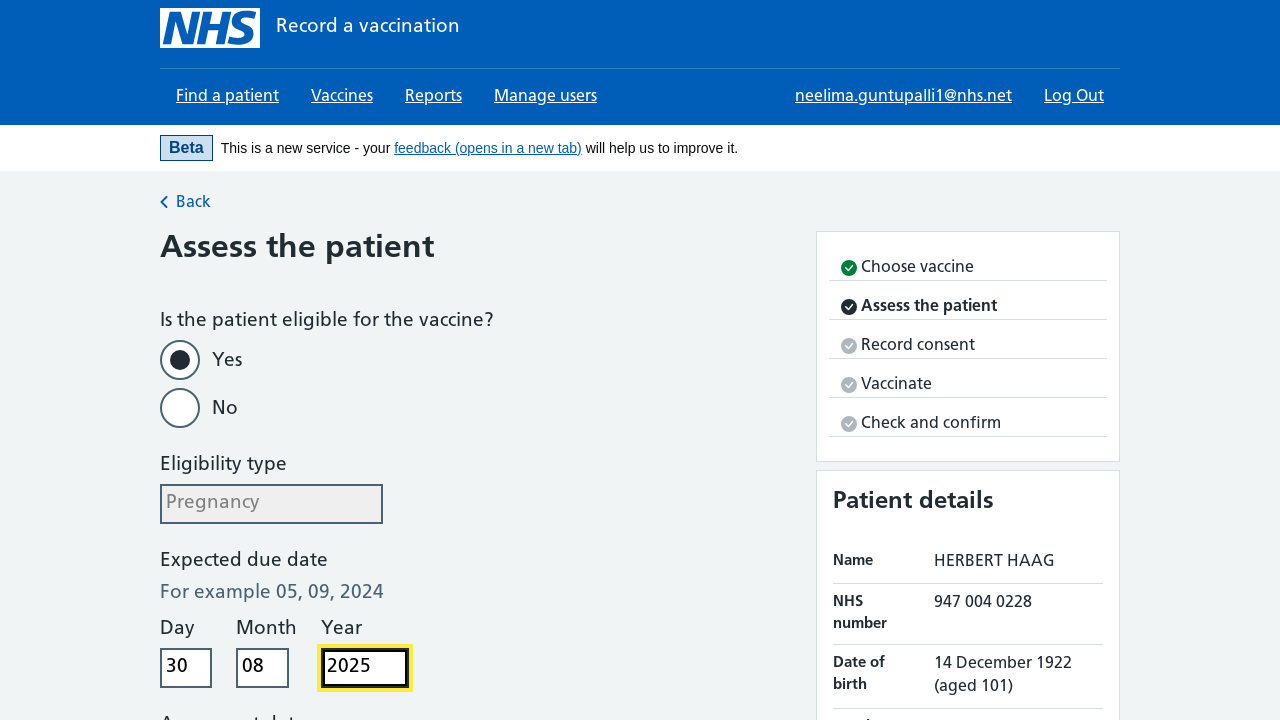 NHS Record a vaccination
Find a patient Vaccines Reports Manage users neelima.guntupalli1@nhs.net Log Out
Beta This is a new service - your feedback (opens in a new tab) will help us to improve it.
Back
Assess the patient
Is the patient eligible for the vaccine?
Yes
No
Eligibility type
Pregnancy
Expected due date
For example 05, 09, 2024
Day Month Year
30 08 2025
Choose vaccine
Assess the patient
Record consent
Vaccinate
Check and confirm
Patient details
Name HERBERT HAAG
NHS number 947 004 0228
Date of birth 14 December 1922 (aged 101)